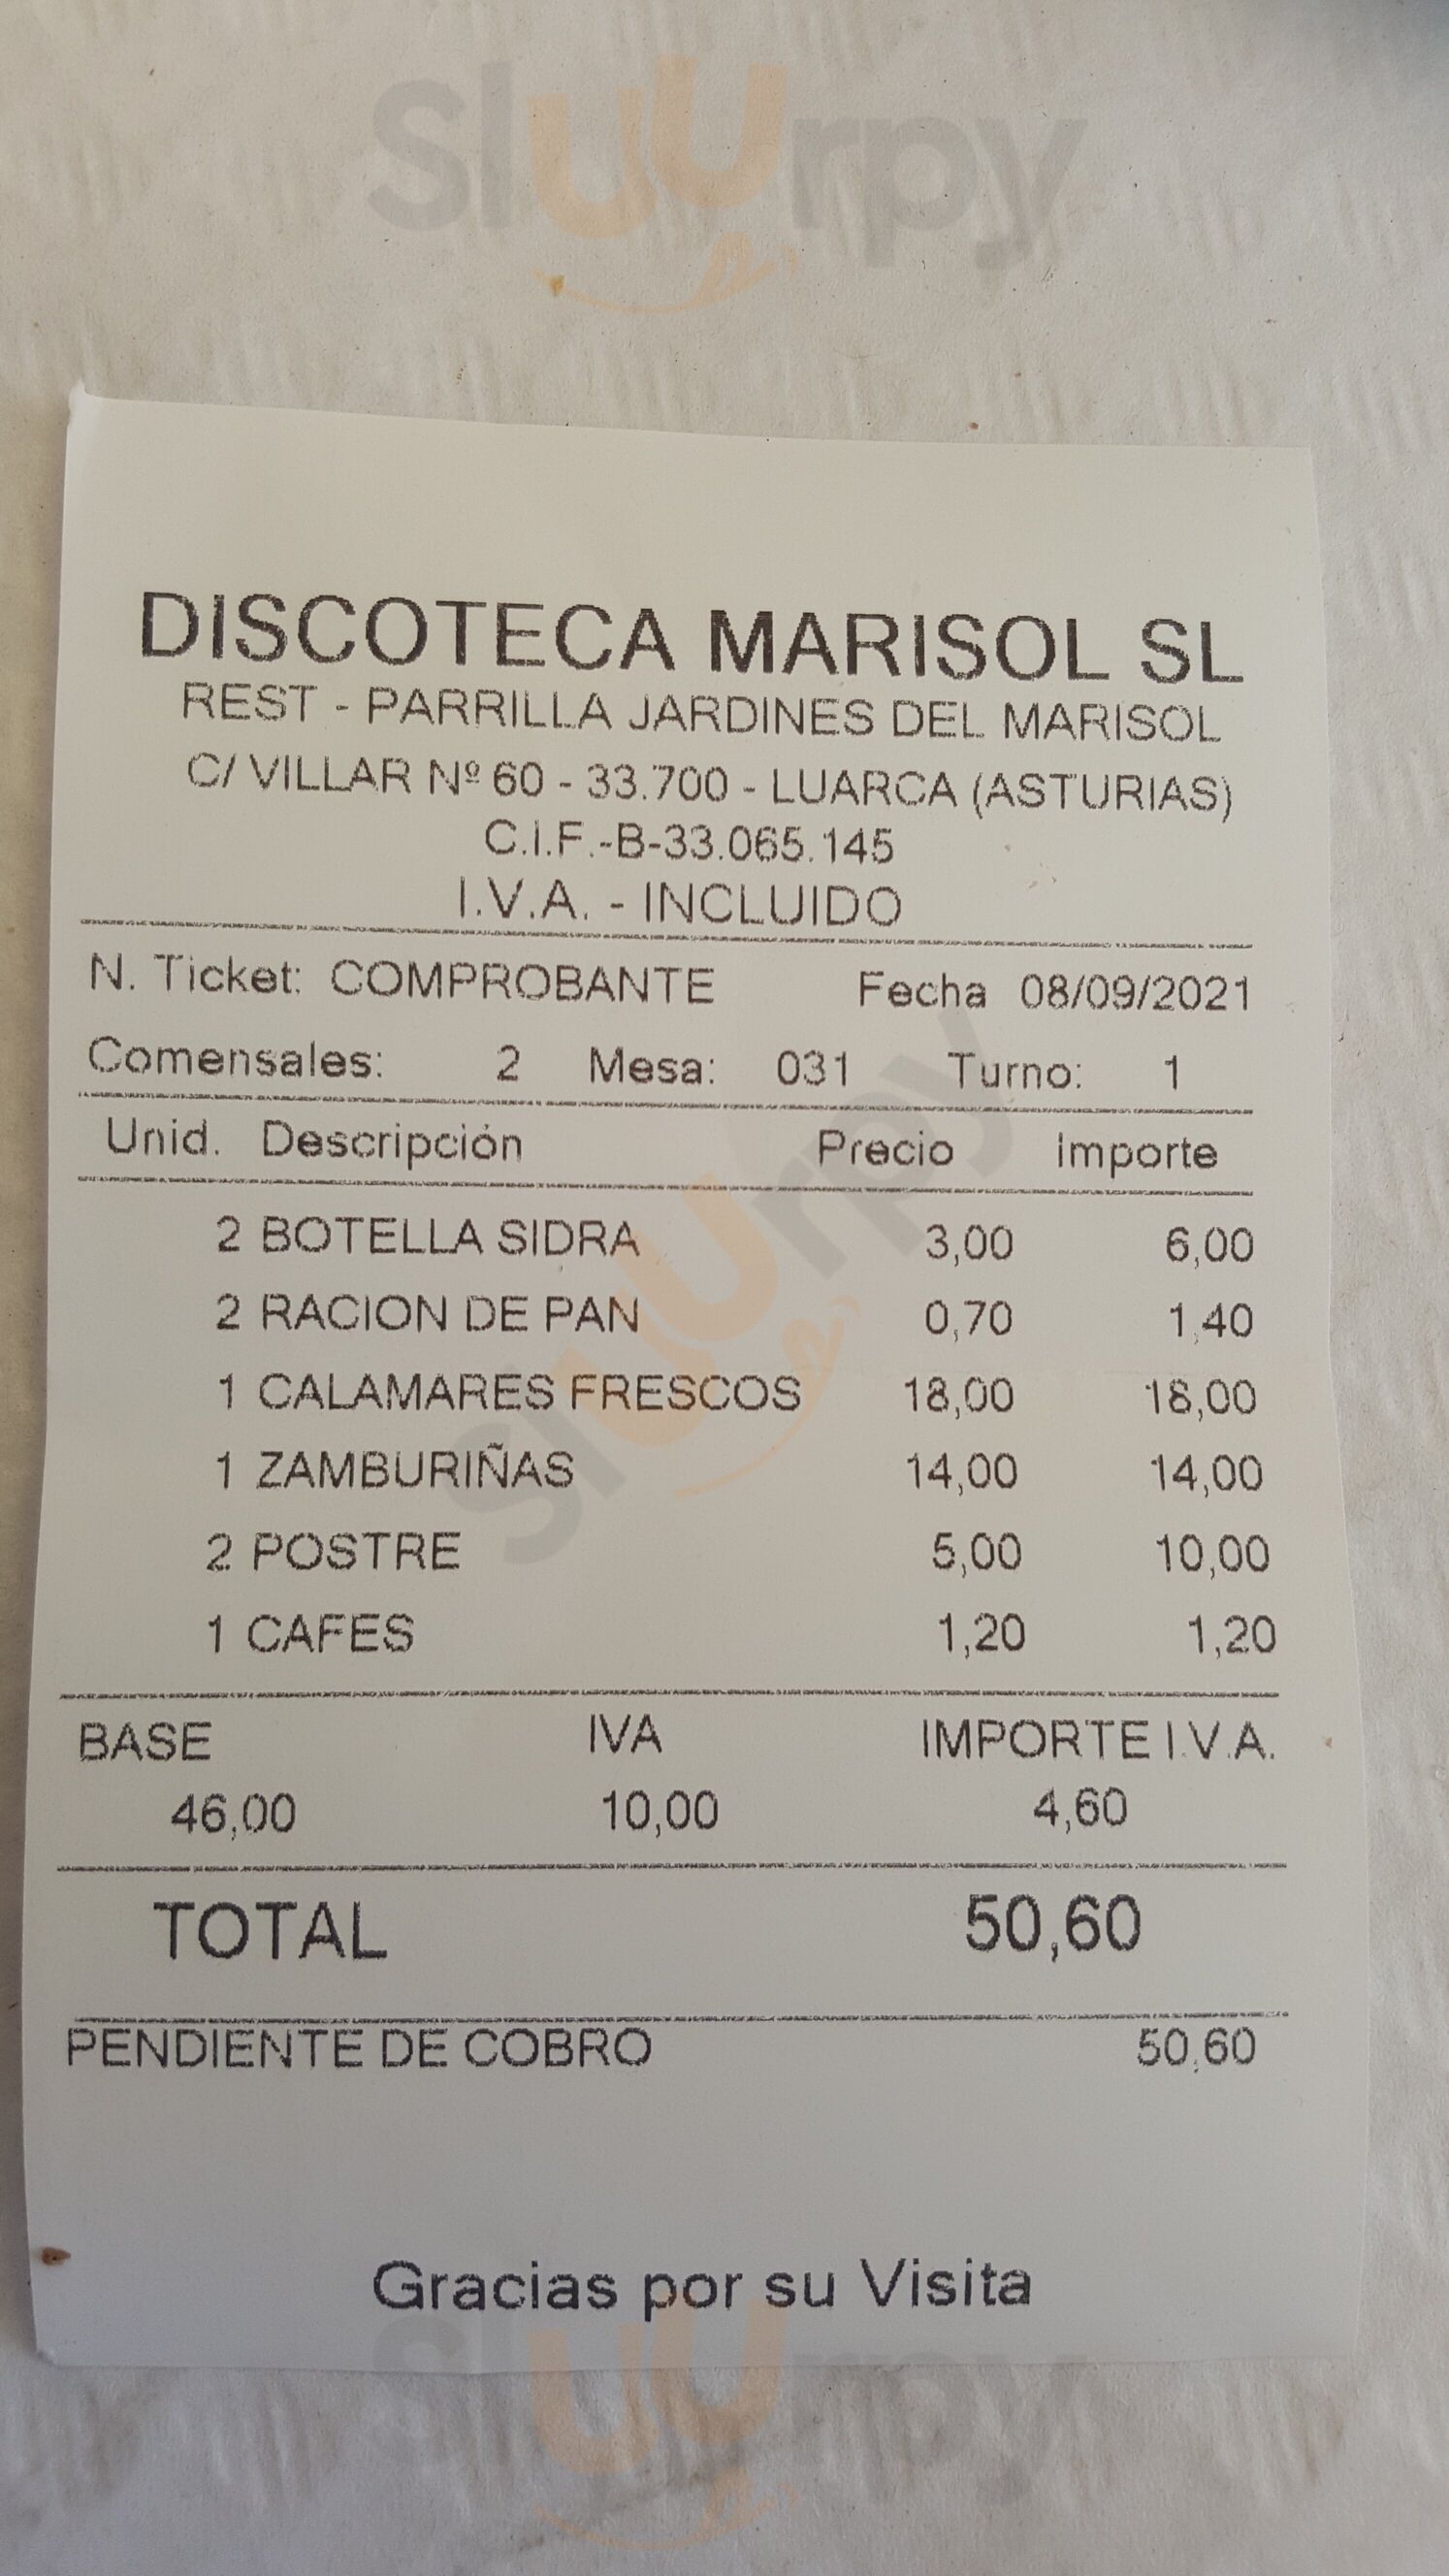 Sluurpy
DISCOTECA MARISOL SL
REST - PARRILLA JARDINES DEL MARISOL
C/ VILLAR Nº 60 - 33.700 - LUARCA (ASTURIAS)
C.I.F.-B-33.065.145
I.V.A. - INCLUIDO
N. Ticket: COMPROBANTE Fecha 08/09/2021
Comensales: 2 Mesa: 031 Turno: 1
Unid. Descripción Precio Importe
2 BOTELLA SIDRA 3,00 6,00
2 RACION DE PAN 0,70 1,40
1 CALAMARES FRESCOS 18,00 18,00
1 ZAMBURIÑAS 14,00 14,00
2 POSTRE 5,00 10,00
1 CAFES 1,20 1,20
Sluurpy
BASE IVA IMPORTE I.V.A.
46,00 10,00 4,60
TOTAL 50,60
PENDIENTE DE COBRO 50,60
Gracias por su Visita
Sluurpy